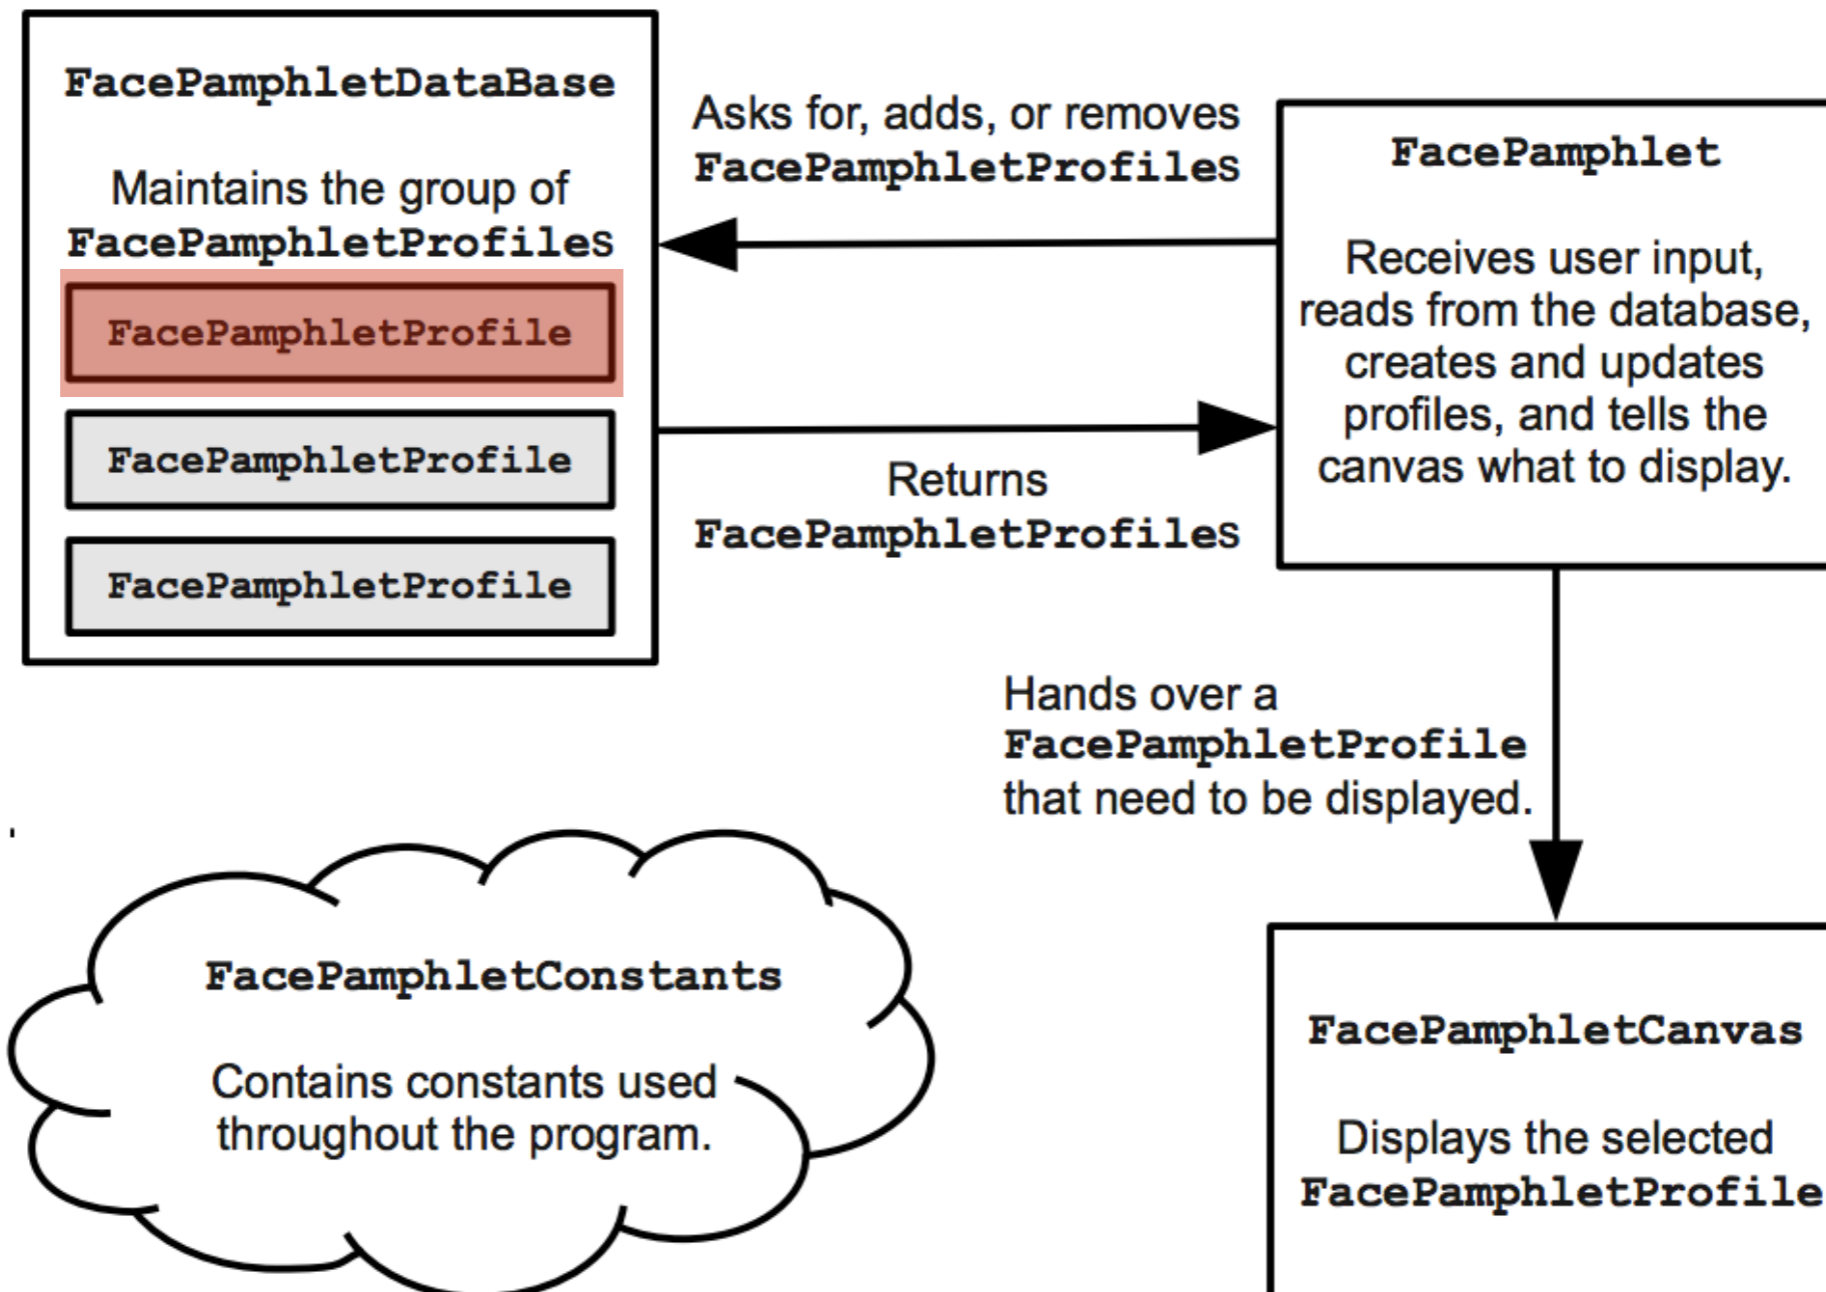 FacePamphletDataBase
Maintains the group of
FacePamphletProfiles
FacePamphletProfile
FacePamphletProfile
FacePamphletProfile
Asks for, adds, or removes
FacePamphletProfiles
Returns
FacePamphletProfiles
FacePamphlet
Receives user input,
reads from the database,
creates and updates
profiles, and tells the
canvas what to display.
Hands over a
FacePamphletProfile
that need to be displayed.
FacePamphletConstants
Contains constants used
throughout the program.
FacePamphletCanvas
Displays the selected
FacePamphletProfile